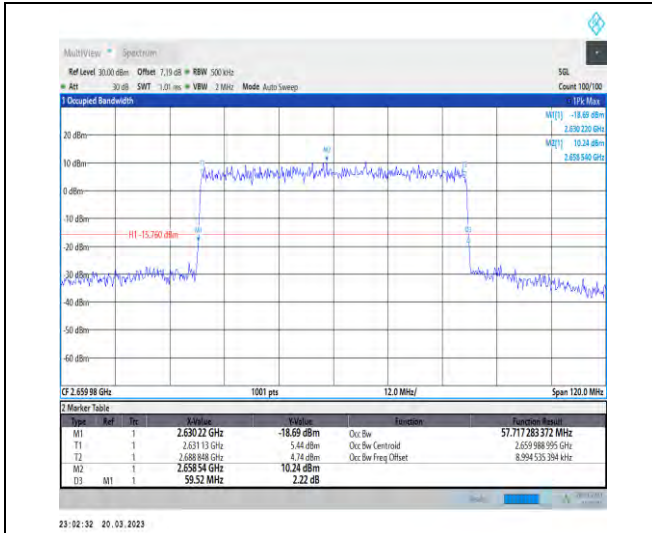 MultiView Spectrum
Ref Level 30.00 dBm Offset 7.19 dB RBW 500 kHz SGL
Att 30 dB SWT 1.01 ms VBW 2 MHz Mode Auto Sweep Count 100/100
1 Occupied Bandwidth 1Pk Max
M1[1] -18.69 dBm
2.630 220 GHz
M2[1] 10.24 dBm
2.658 540 GHz
20 dBm
M2
10 dBm
0 dBm
-10 dBm
H1 -15.760 dBm
M1
D3
-30 dBm
-40 dBm
-50 dBm
-60 dBm
CF 2.659 98 GHz 1001 pts 12.0 MHz/ Span 120.0 MHz
2 Marker Table
Type Ref Trc X-Value Y-Value Function Function Result
M1 1 2.630 22 GHz -18.69 dBm Occ Bw 57.717 283 372 MHz
T1 1 2.631 13 GHz 5.44 dBm Occ Bw Centroid 2.659 988 995 GHz
T2 1 2.688 848 GHz 4.74 dBm Occ Bw Freq Offset 8.994 535 394 kHz
M2 1 2.658 54 GHz 10.24 dBm
D3 M1 1 59.52 MHz 2.22 dB
23:02:32 20.03.2023